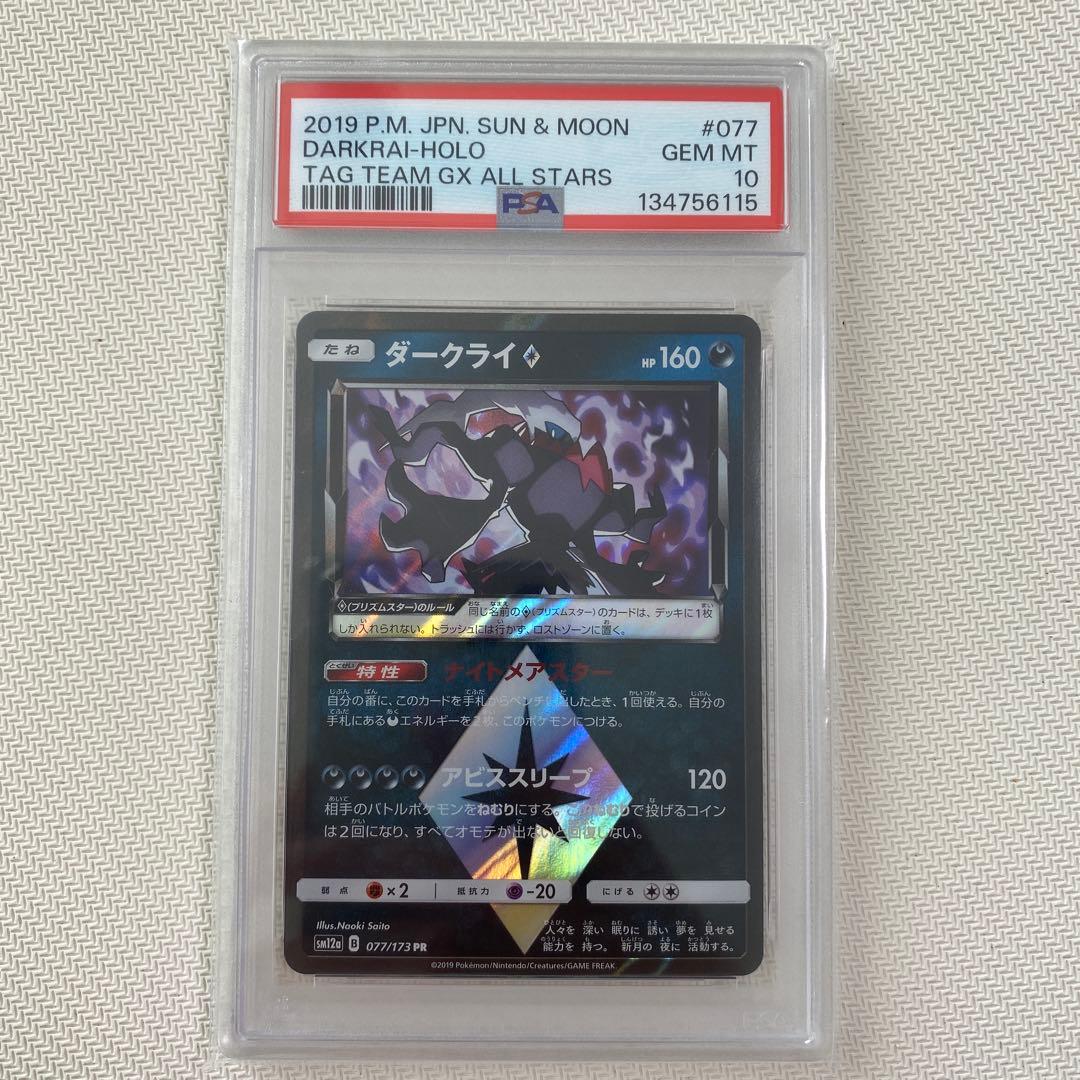 2019 P.M. JPN. SUN & MOON #077
DARKRAI-HOLO GEM MT
TAG TEAM GX ALL STARS 10
PSA 134756115
たね ダークライ HP 160
(プリズムスター)のルール 同じ名前の(プリズムスター)のカードは、デッキに1枚
しか入れられない。トラッシュには行かず、ロストゾーンに置く。
とくせい
特性 ナイトメアスター
自分の番に、このカードを手札からベンチに出したとき、1回使える。自分の
手札にあるエネルギーを2枚、このポケモンにつける。
アビススリープ 120
相手のバトルポケモンをねむりにする。このねむりで投げるコイン
は2回になり、すべてオモテが出ないと回復しない。
弱点 ×2 抵抗力 -20 にげる
Illus.Naoki Saito
sm12a B 077/173 PR
人々を 深い 眠りに 誘い 夢を 見せる
能力を 持つ。 新月の 夜に 活動する。
©2019 Pokémon/Nintendo/Creatures/GAME FREAK